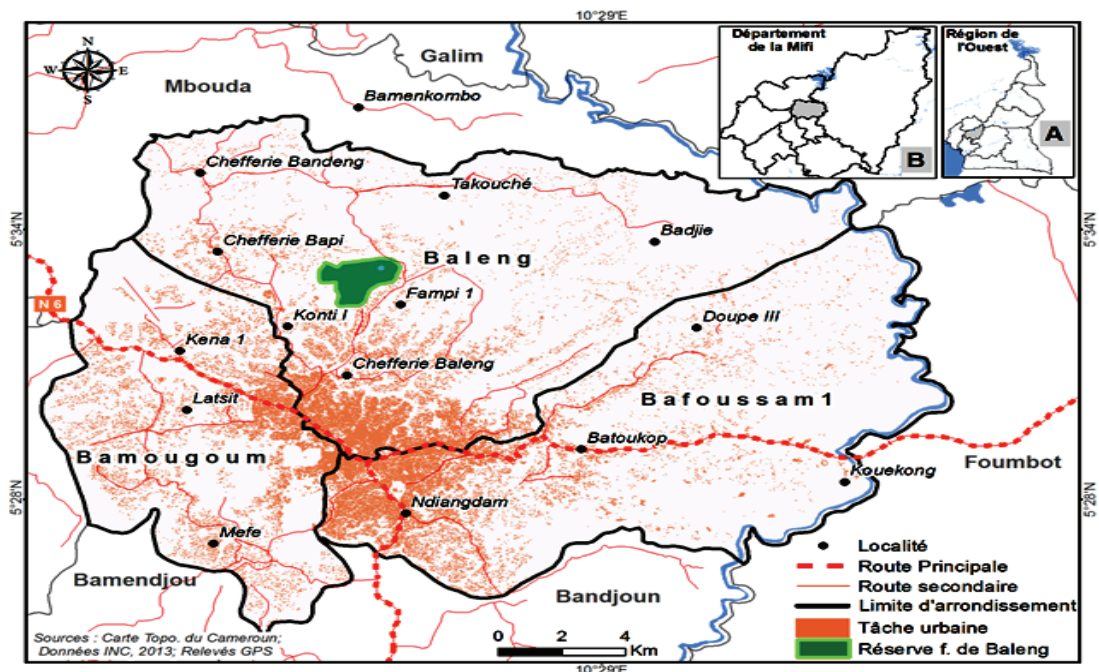 10°29'E
N
W E
S
Galim
Mbouda
Bamenkombo
Département
de la Mifi
B
Région de
l'Ouest
A
Chefferie Bandeng
Takouché
5°34'N
5°34'N
Chefferie Bapi
Badjie
Baleng
N 6
Fampi 1
Konti I
Doupe III
Kena 1
Chefferie Baleng
Latsit
Bafoussam1
Batoukop
Bamougoum
Foumbot
Kouekong
5°28'N
5°28'N
Ndiangdam
Mefe
Bamendjou
Bandjoun
Localité
Route Principale
Route secondaire
Limite d'arrondissement
Tâche urbaine
Réserve f. de Baleng
Sources : Carte Topo. du Cameroun;
Données INC, 2013; Relevés GPS
0 2 4
Km
10°29'E